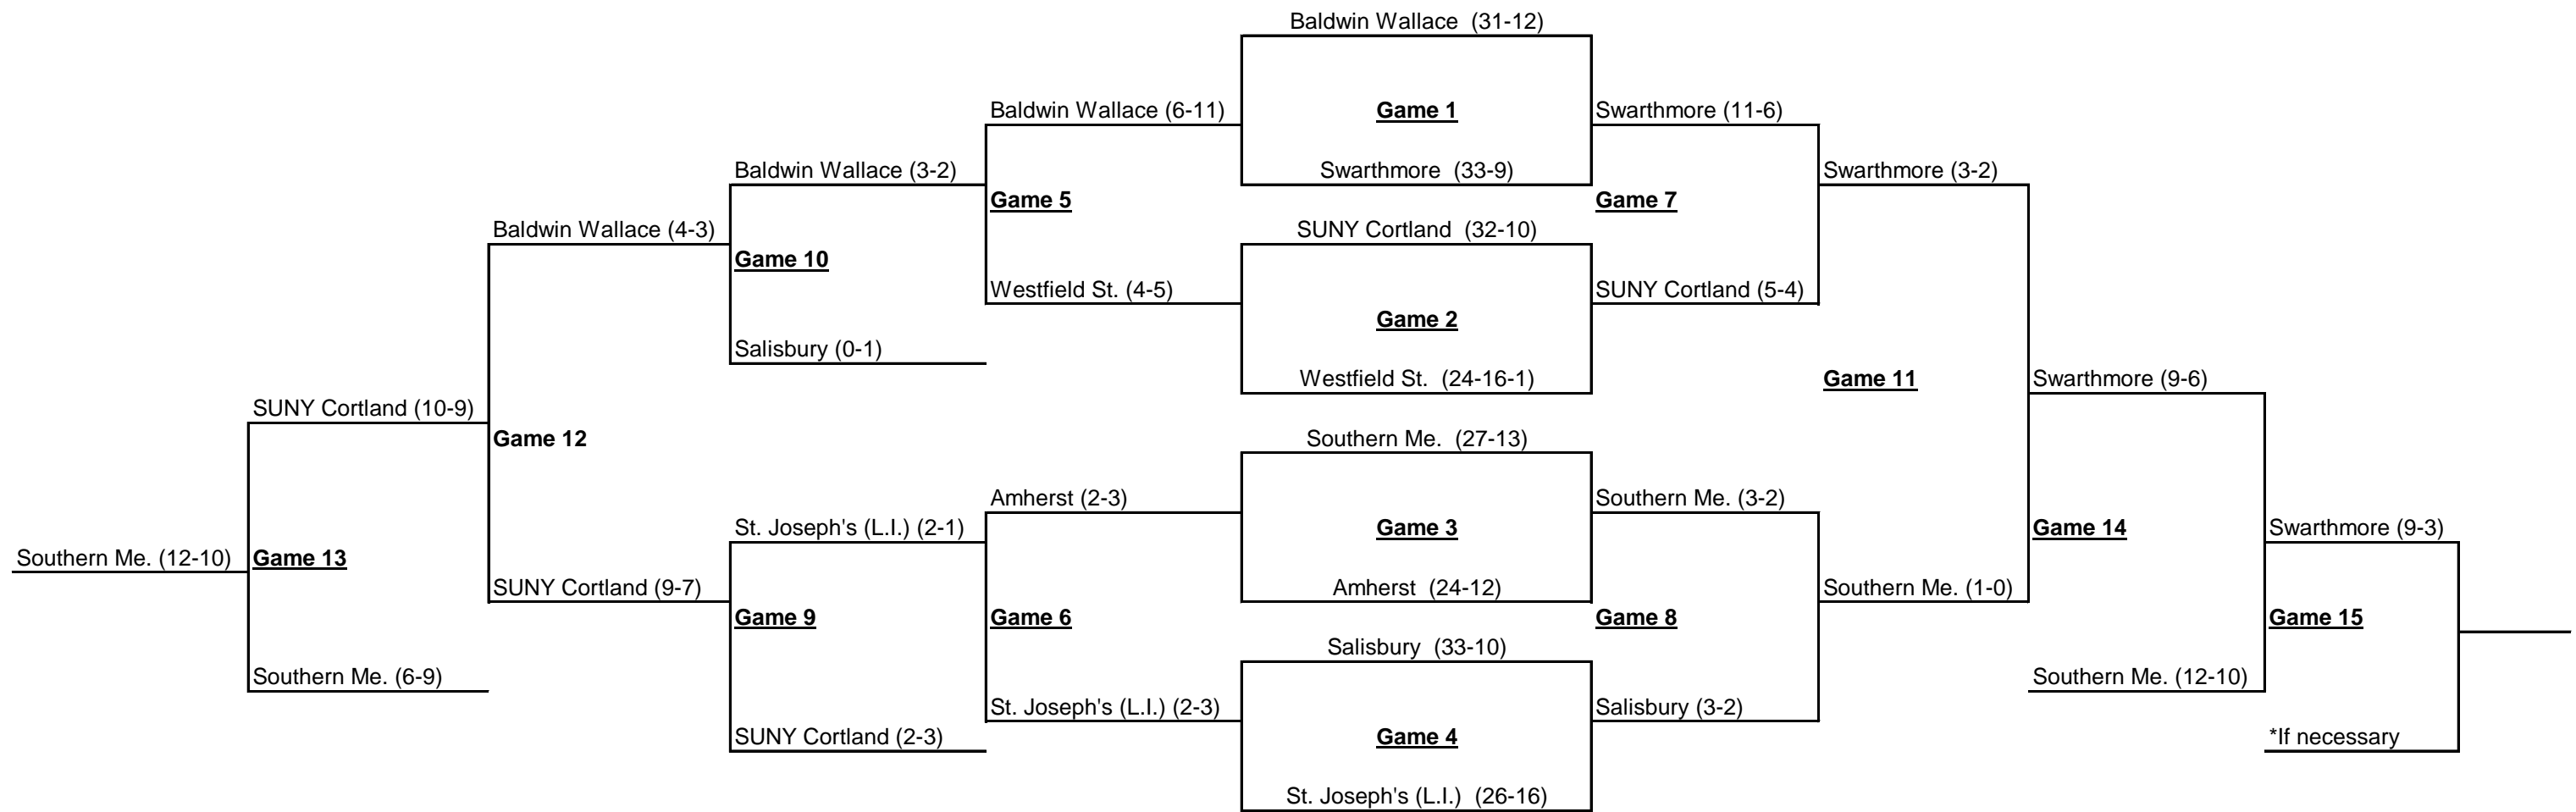 Baldwin Wallace (31-12)
Baldwin Wallace (6-11)
Game 1
Swarthmore (11-6)
Baldwin Wallace (3-2)
Swarthmore (33-9)
Swarthmore (3-2)
Game 5
Game 7
Baldwin Wallace (4-3)
SUNY Cortland (32-10)
Game 10
Westfield St. (4-5)
SUNY Cortland (5-4)
Game 2
Salisbury (0-1)
Westfield St. (24-16-1)
Game 11
Swarthmore (9-6)
SUNY Cortland (10-9)
Game 12
Southern Me. (27-13)
Amherst (2-3)
Southern Me. (3-2)
St. Joseph's (L.I.) (2-1)
Game 3
Game 14
Swarthmore (9-3)
Southern Me. (12-10)
Game 13
SUNY Cortland (9-7)
Amherst (24-12)
Southern Me. (1-0)
Game 9
Game 6
Game 8
Game 15
Salisbury (33-10)
Southern Me. (6-9)
Southern Me. (12-10)
St. Joseph's (L.I.) (2-3)
Salisbury (3-2)
SUNY Cortland (2-3)
Game 4
*If necessary
St. Joseph's (L.I.) (26-16)